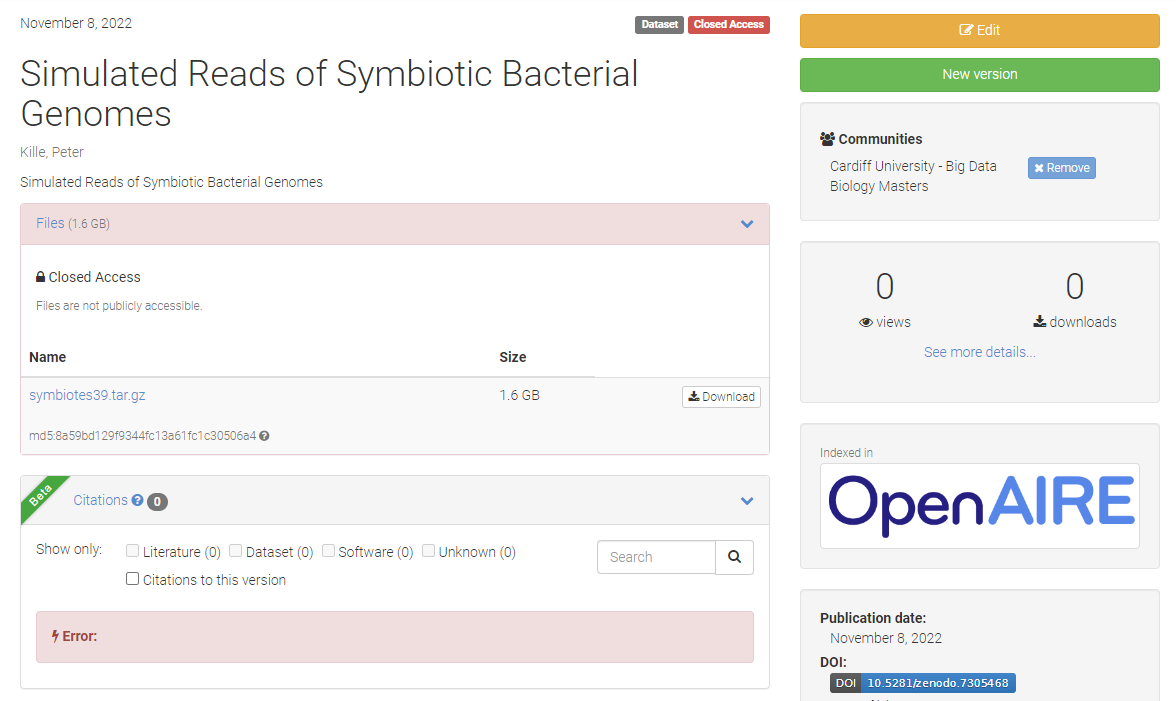 November 8, 2022
Dataset Closed Access
Simulated Reads of Symbiotic Bacterial
Genomes
Kille, Peter
Simulated Reads of Symbiotic Bacterial Genomes
Files (1.6 GB)
Closed Access
Files are not publicly accessible.
Name Size
symbiotes39.tar.gz 1.6 GB Download
md5:8a59bd129f9344fc13a61fc1c30506a4
Beta
Citations 0
Show only: Literature (0) Dataset (0) Software (0) Unknown (0) Search
Citations to this version
Error:
Edit
New version
Communities
Cardiff University - Big Data
Biology Masters
Remove
0 0
views downloads
See more details...
Indexed in
OpenAIRE
Publication date:
November 8, 2022
DOI:
DOI 10.5281/zenodo.7305468